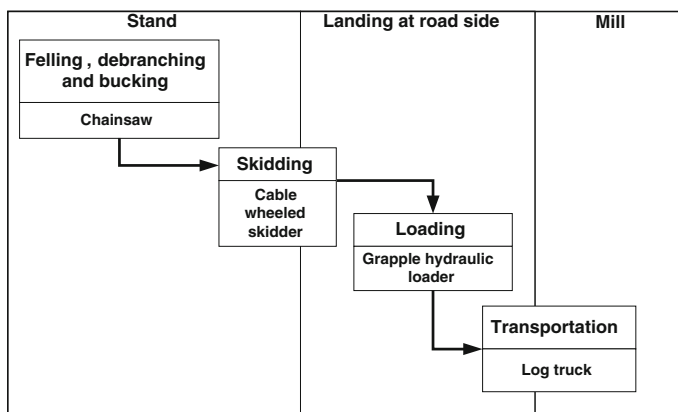 Stand
Landing at road side
Mill
Felling , debranching
and bucking
Chainsaw
Skidding
Cable
wheeled
skidder
Loading
Grapple hydraulic
loader
Transportation
Log truck